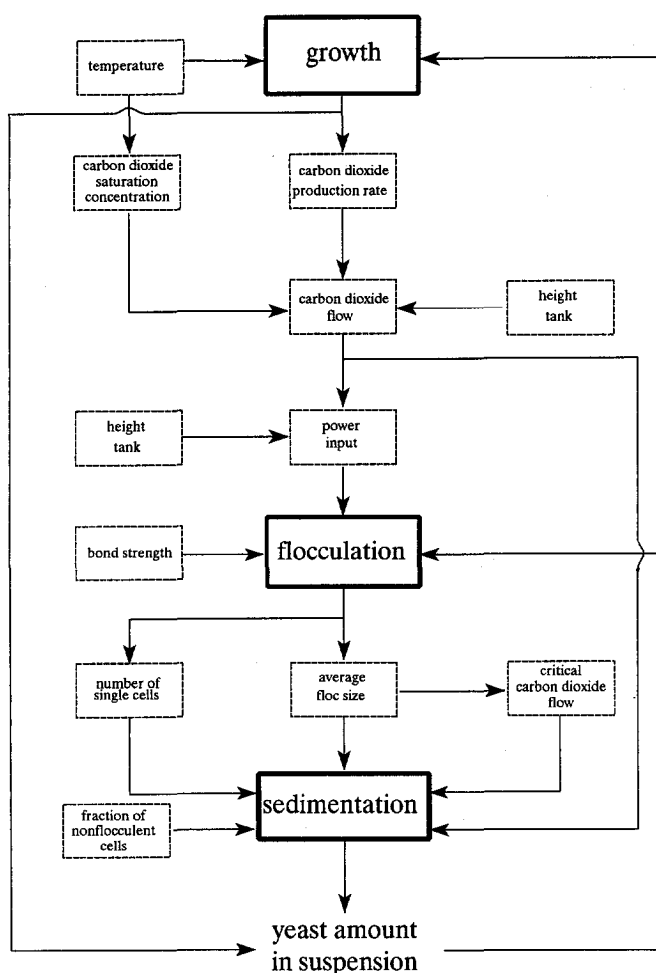 growth
temperature
carbon dioxide
saturation
concentration
carbon dioxide
production rate
carbon dioxide
flow
height
tank
height
tank
power
input
bond strength
flocculation
number of
single cells
average
floc size
critical
carbon dioxide
flow
sedimentation
fraction of
nonflocculent
cells
yeast amount
in suspension